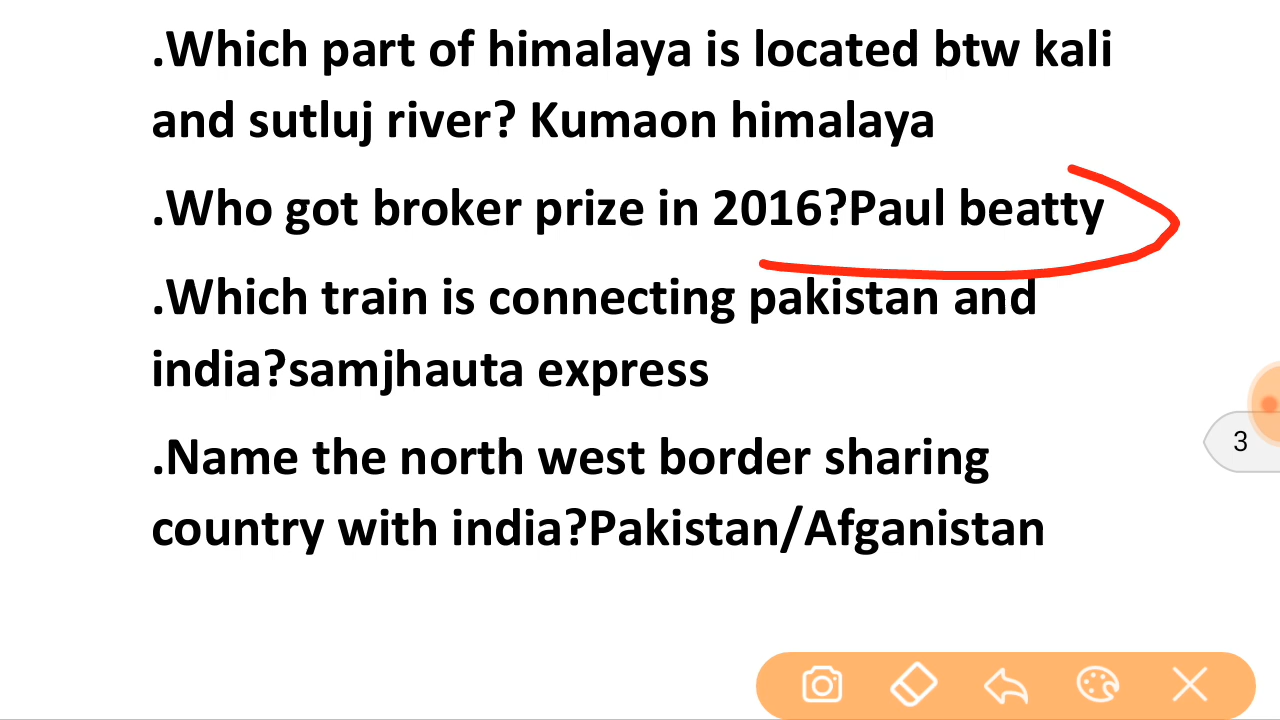 .Which part of himalaya is located btw kali
and sutluj river? Kumaon himalaya
.Who got broker prize in 2016?Paul beatty
.Which train is connecting pakistan and
india?samjhauta express
3
.Name the north west border sharing
country with india?Pakistan/Afganistan